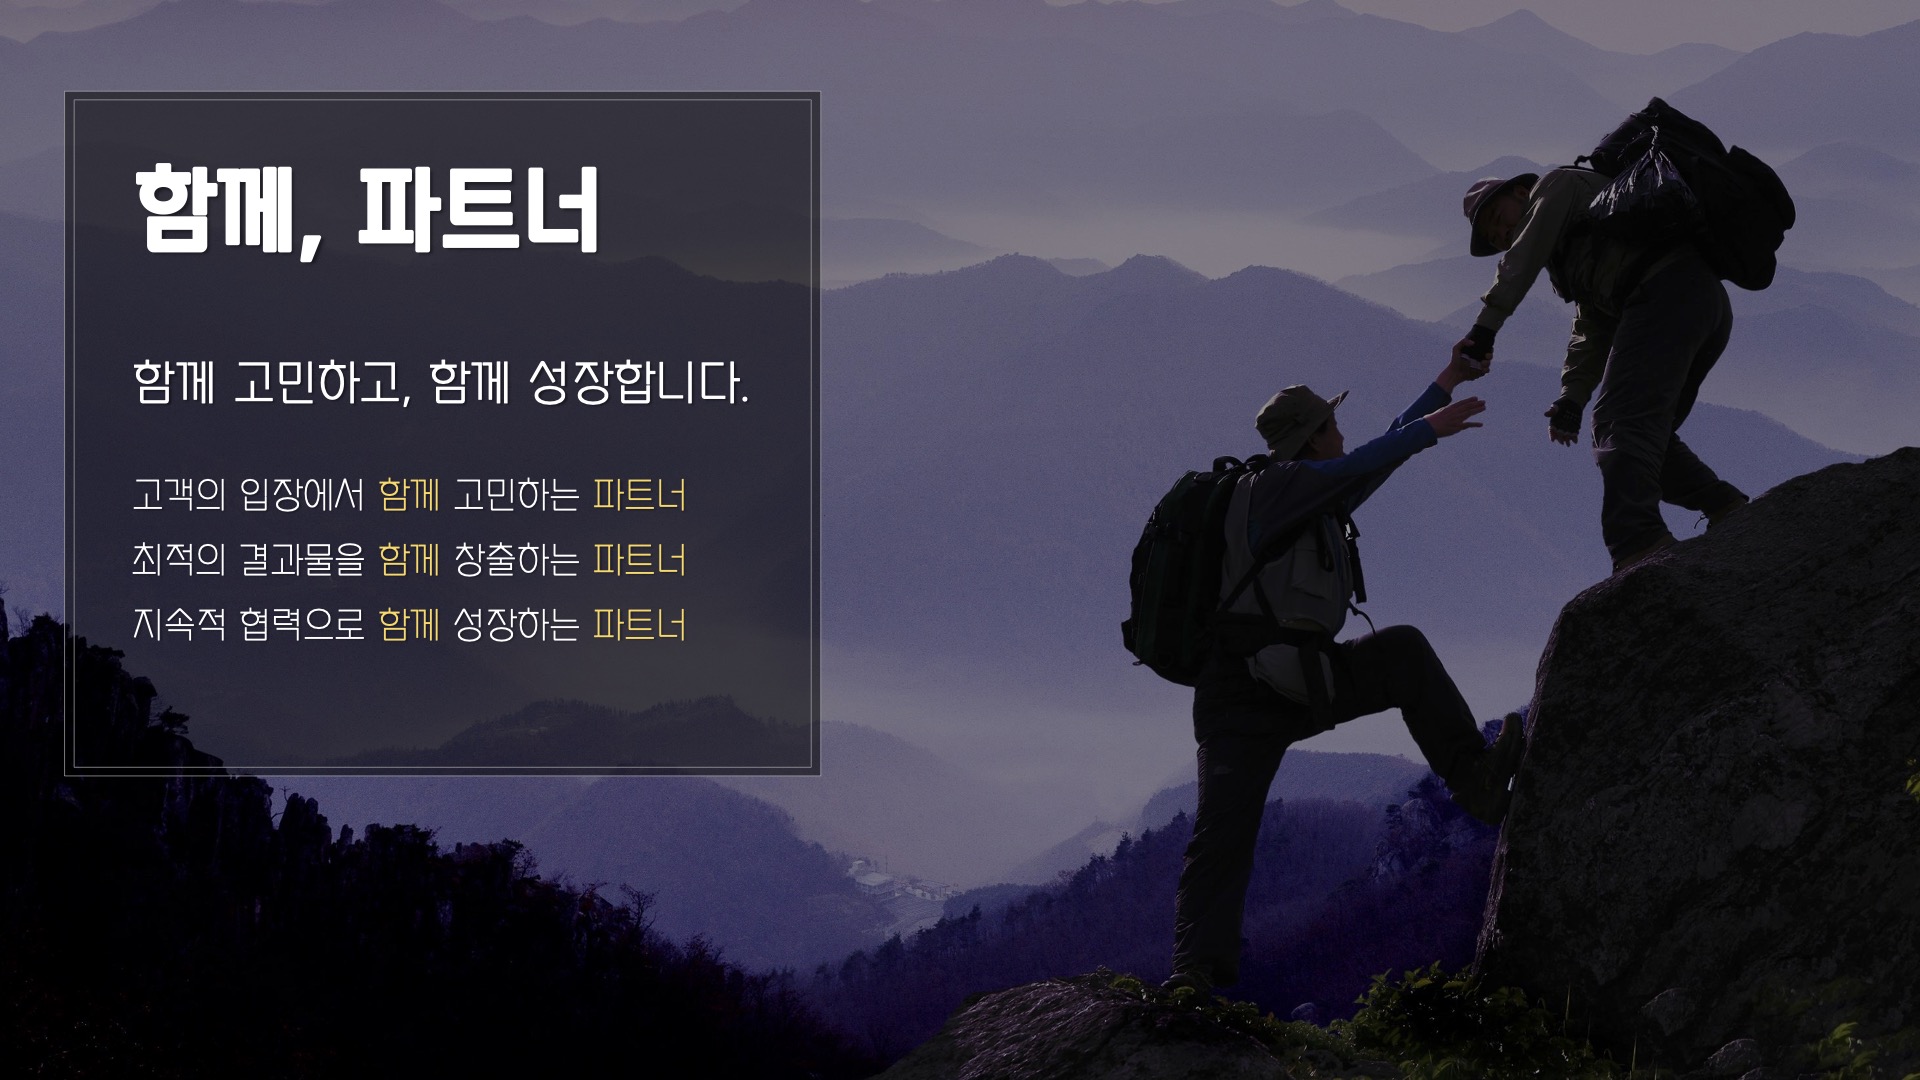 함께, 파트너
함께 고민하고, 함께 성장합니다.
고객의 입장에서 함께 고민하는 파트너
최적의 결과물을 함께 창출하는 파트너
지속적 협력으로 함께 성장하는 파트너